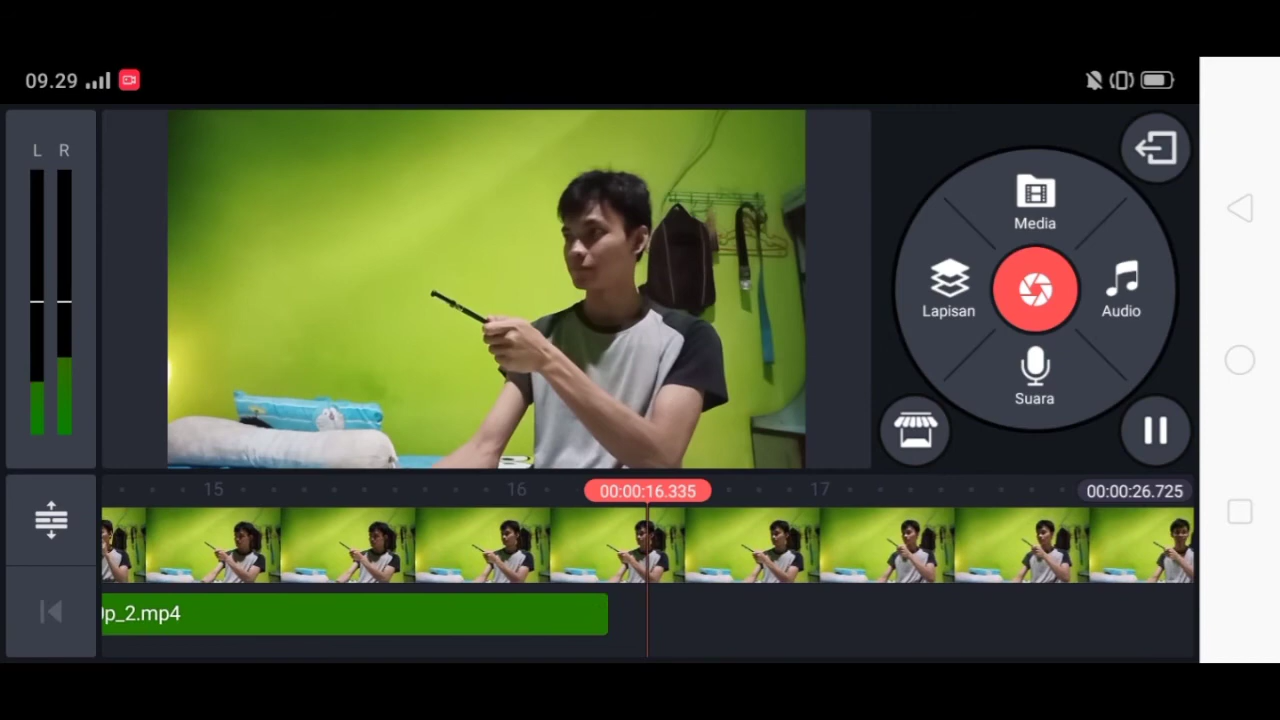 09.29
L R
Media
Lapisan
Audio
Suara
15
16
00:00:16.335
17
00:00:26.725
p_2.mp4